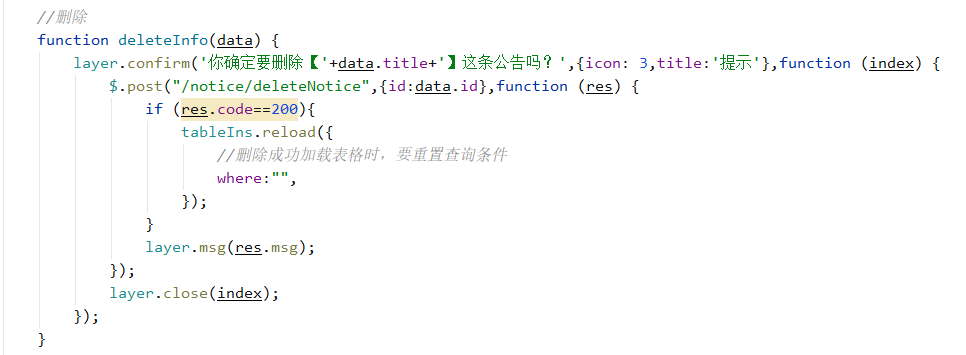 //删除
function deleteInfo(data) {
layer.confirm('你确定要删除【'+data.title+'】这条公告吗？',{icon: 3,title:'提示'},function (index) {
$.post("/notice/deleteNotice",{id:data.id},function (res) {
if (res.code==200){
tableIns.reload({
//删除成功加载表格时，要重置查询条件
where:"",
});
}
layer.msg(res.msg);
});
layer.close(index);
});
}